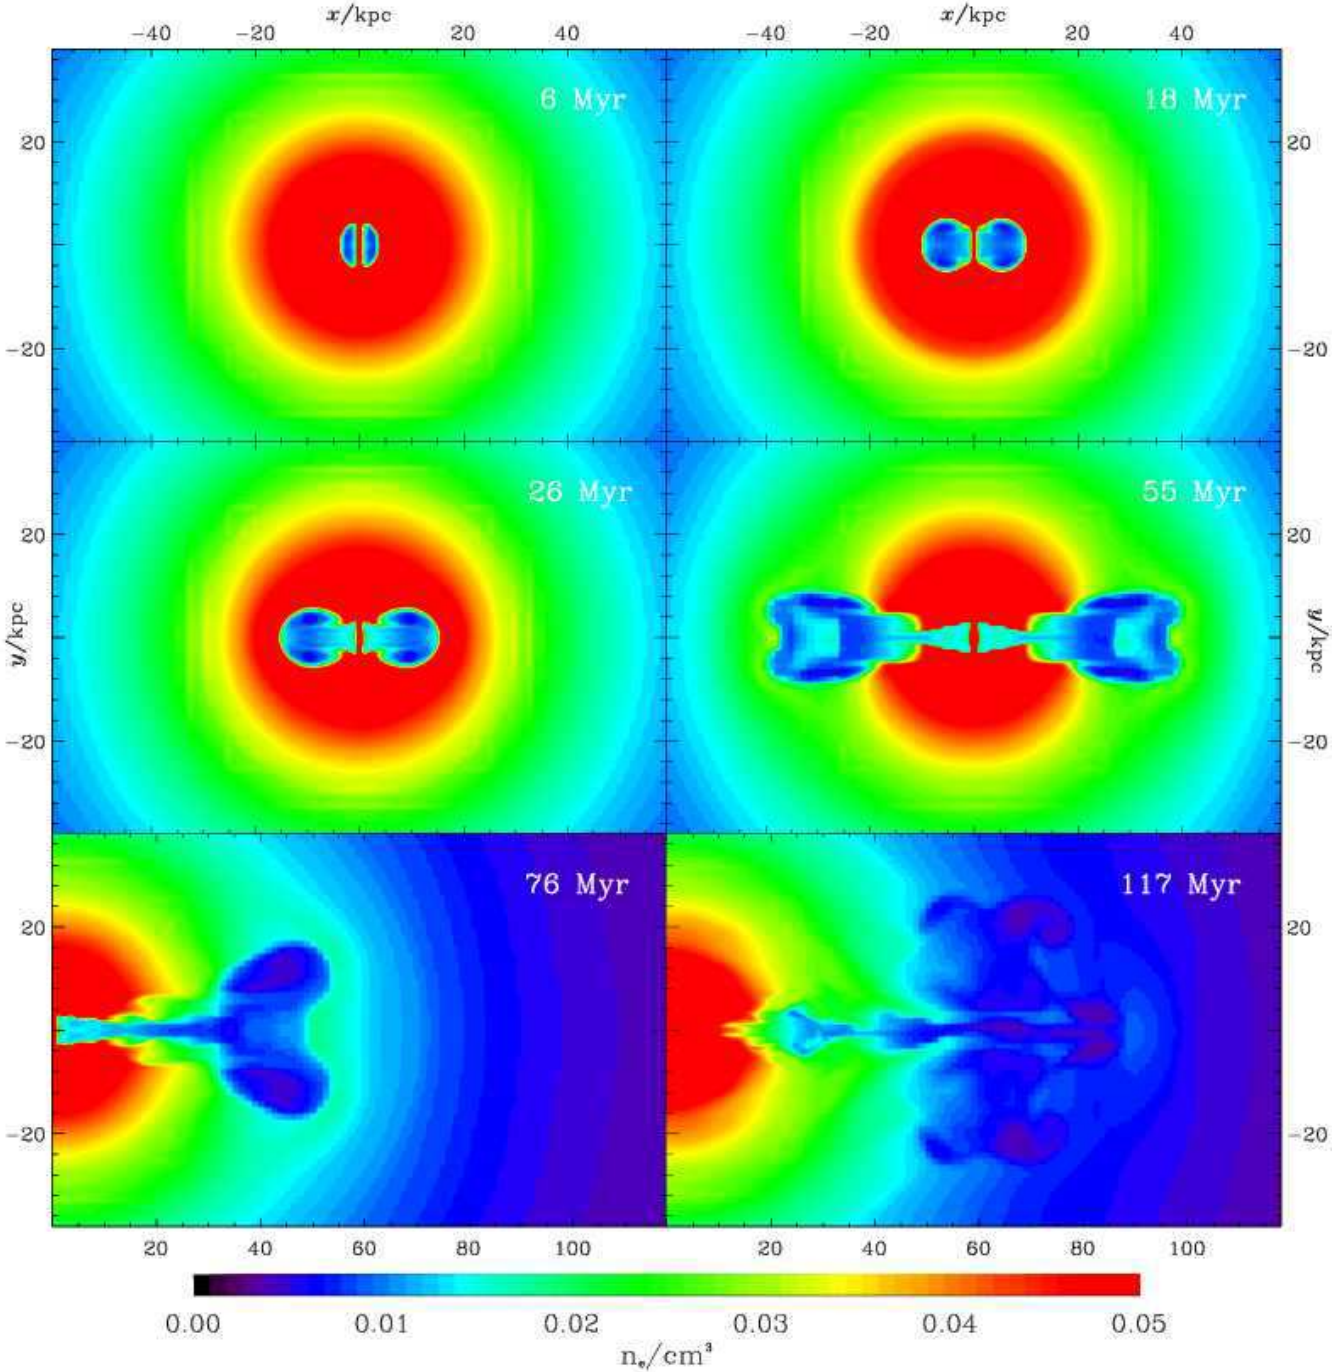 x/kpc x/kpc
−40 −20 0 20 40 −40 −20 0 20 40
6 Myr 18 Myr
20 20
−20 −20
26 Myr 55 Myr
20 20
y/kpc y/kpc
−20 −20
76 Myr 117 Myr
20 20
−20 −20
20 40 60 80 100 20 40 60 80 100
0.00 0.01 0.02 0.03 0.04 0.05
nₑ/cm³